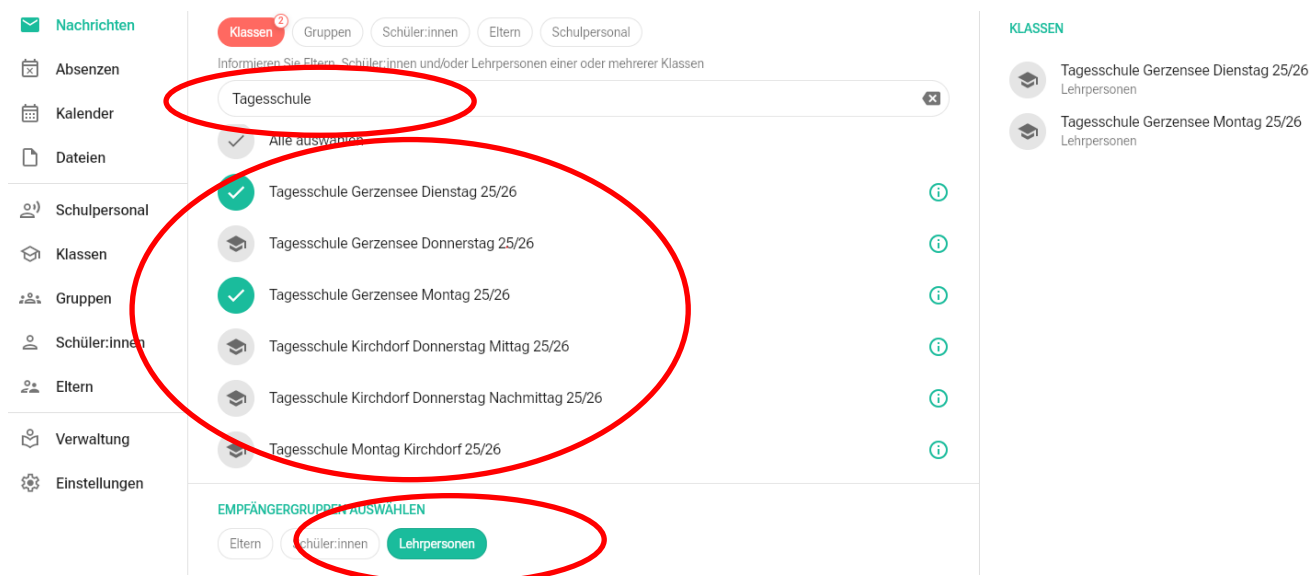 Nachrichten
Absenzen
Kalender
Dateien
Schulpersonal
Klassen
Gruppen
Schüler:innen
Eltern
Verwaltung
Einstellungen
Klassen 2 Gruppen Schüler:innen Eltern Schulpersonal
Informieren Sie Eltern, Schüler:innen und/oder Lehrpersonen einer oder mehrerer Klassen
Tagesschule
Alle auswählen
Tagesschule Gerzensee Dienstag 25/26
Tagesschule Gerzensee Donnerstag 25/26
Tagesschule Gerzensee Montag 25/26
Tagesschule Kirchdorf Donnerstag Mittag 25/26
Tagesschule Kirchdorf Donnerstag Nachmittag 25/26
Tagesschule Montag Kirchdorf 25/26
EMPFÄNGERGRUPPEN AUSWÄHLEN
Eltern Schüler:innen Lehrpersonen
KLASSEN
Tagesschule Gerzensee Dienstag 25/26
Lehrpersonen
Tagesschule Gerzensee Montag 25/26
Lehrpersonen